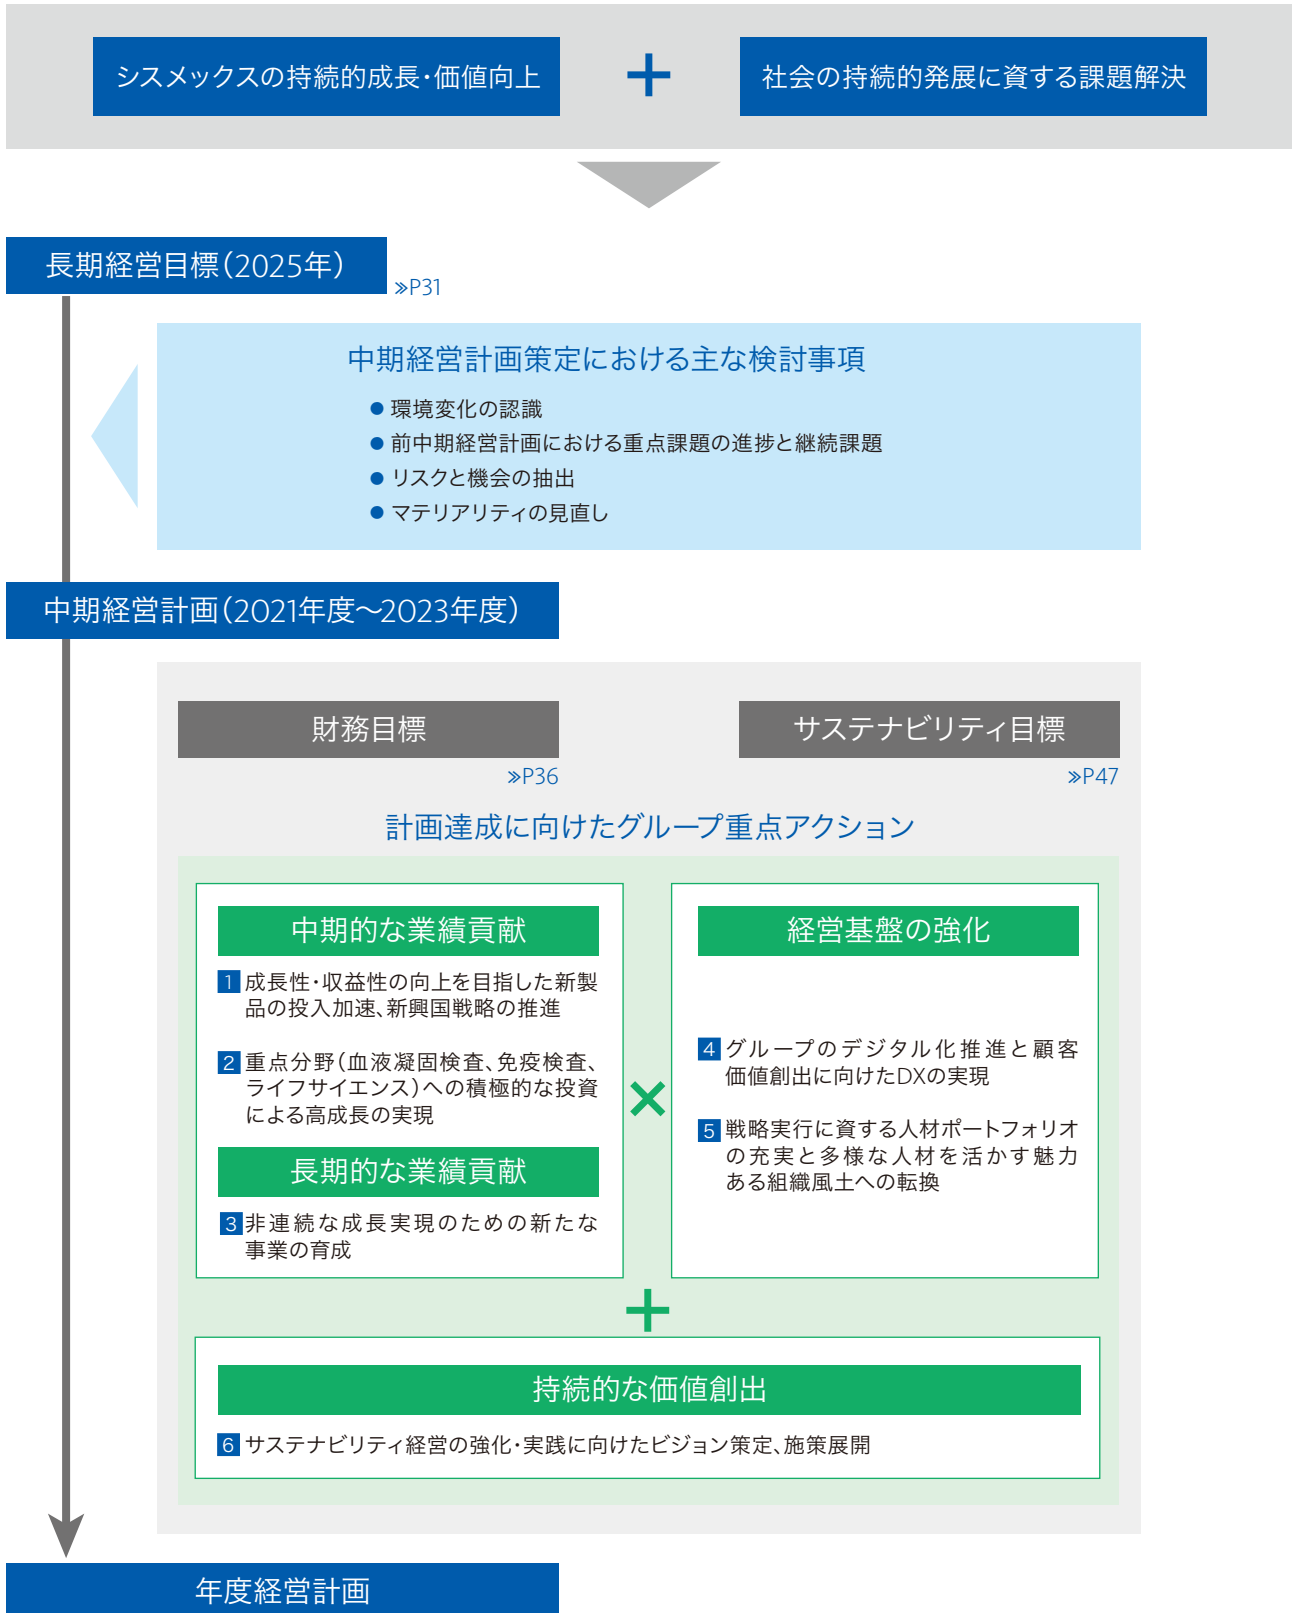 システメックスの持続的成長・価値向上
＋
社会の持続的発展に資する課題解決
長期経営目標（2025年）
≫P31
中期経営計画策定における主な検討事項
● 環境変化の認識
● 前中期経営計画における重点課題の進捗と継続課題
● リスクと機会の抽出
● マテリアリティの見直し
中期経営計画（2021年度～2023年度）
財務目標
≫P36
サステナビリティ目標
≫P47
計画達成に向けたグループ重点アクション
中期的な業績貢献
1 成長性・収益性の向上を目指した新製
品の投入加速、新興国戦略の推進
2 重点分野（血液凝固検査、免疫検査、
ライフサイエンス）への積極的な投資
による高成長の実現
長期的な業績貢献
3 非連続な成長実現のための新たな
事業の育成
×
経営基盤の強化
4 グループのデジタル化推進と顧客
価値創出に向けたDXの実現
5 戦略実行に資する人材ポートフォリオ
の充実と多様な人材を活かす魅力
ある組織風土への転換
＋
持続的な価値創出
6 サステナビリティ経営の強化・実践に向けたビジョン策定、施策展開
年度経営計画